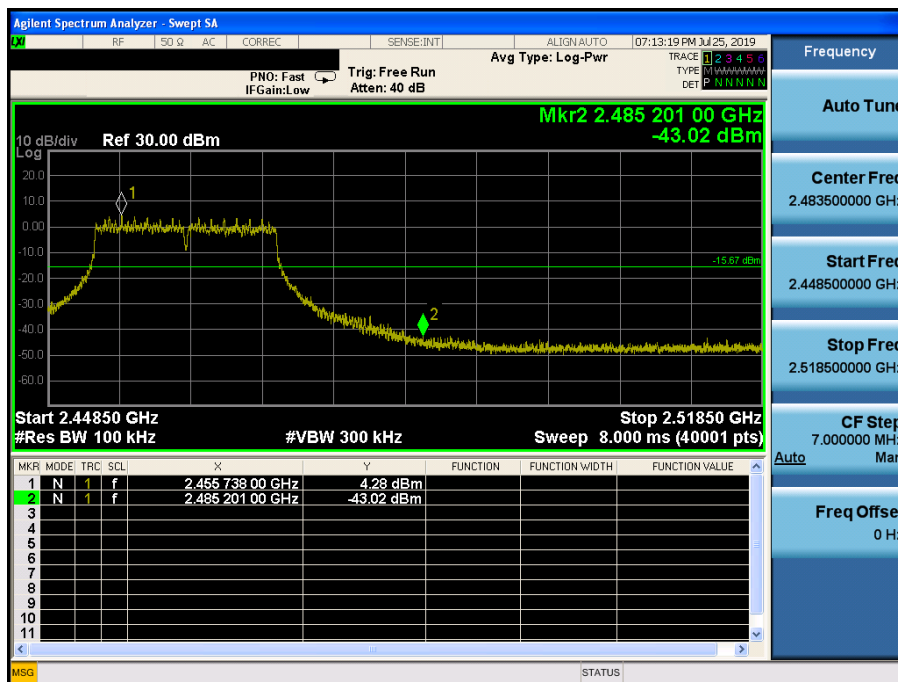 Agilent Spectrum Analyzer - Swept SA
LXI RF 50 Ω AC CORREC SENSE:INT ALIGN AUTO 07:13:19 PM Jul 25, 2019
Avg Type: Log-Pwr
TRACE 1 2 3 4 5 6
TYPE M W W W W W
DET P N N N N N
PNO: Fast
IFGain:Low
Trig: Free Run
Atten: 40 dB
Mkr2 2.485 201 00 GHz
-43.02 dBm
10 dB/div
Log
Ref 30.00 dBm
20.0
10.0
0.00
-10.0
-20.0
-30.0
-40.0
-50.0
-60.0
1
2
-15.67 dBm
Start 2.44850 GHz Stop 2.51850 GHz
#Res BW 100 kHz #VBW 300 kHz Sweep 8.000 ms (40001 pts)
MKR MODE TRC SCL X Y FUNCTION FUNCTION WIDTH FUNCTION VALUE
1 N 1 f 2.455 738 00 GHz 4.28 dBm
2 N 1 f 2.485 201 00 GHz -43.02 dBm
3
4
5
6
7
8
9
10
11
MSG STATUS
Frequency
Auto Tune
Center Freq
2.483500000 GHz
Start Freq
2.448500000 GHz
Stop Freq
2.518500000 GHz
CF Step
7.000000 MHz
Auto Man
Freq Offset
0 Hz